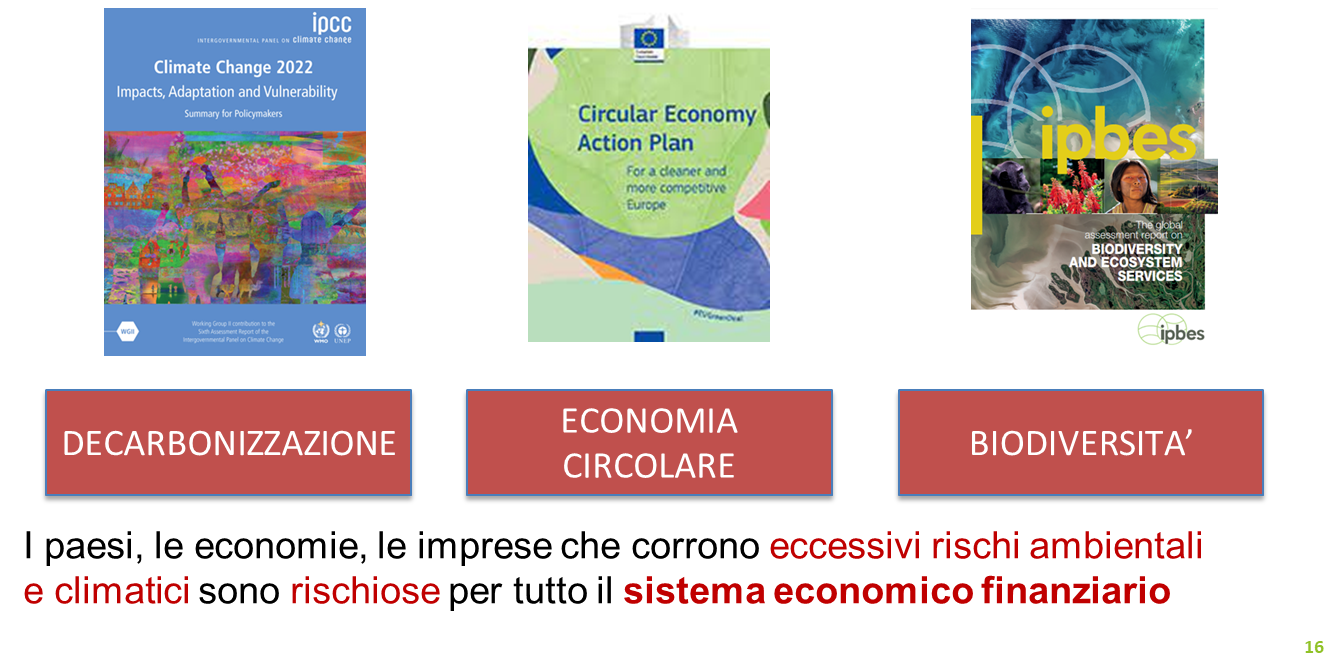 ipcc
INTERGOVERNMENTAL PANEL ON climate change
Climate Change 2022
Impacts, Adaptation and Vulnerability
Summary for Policymakers
WGII
Working Group II contribution to the
Sixth Assessment Report of the
Intergovernmental Panel on Climate Change
WMO
UNEP
Circular Economy
Action Plan
For a cleaner and
more competitive
Europe
#EUGreenDeal
ipbes
The global
assessment report on
BIODIVERSITY
AND ECOSYSTEM
SERVICES
ipbes
DECARBONIZZAZIONE
ECONOMIA
CIRCOLARE
BIODIVERSITA’
I paesi, le economie, le imprese che corrono eccessivi rischi ambientali
e climatici sono rischiose per tutto il sistema economico finanziario
16